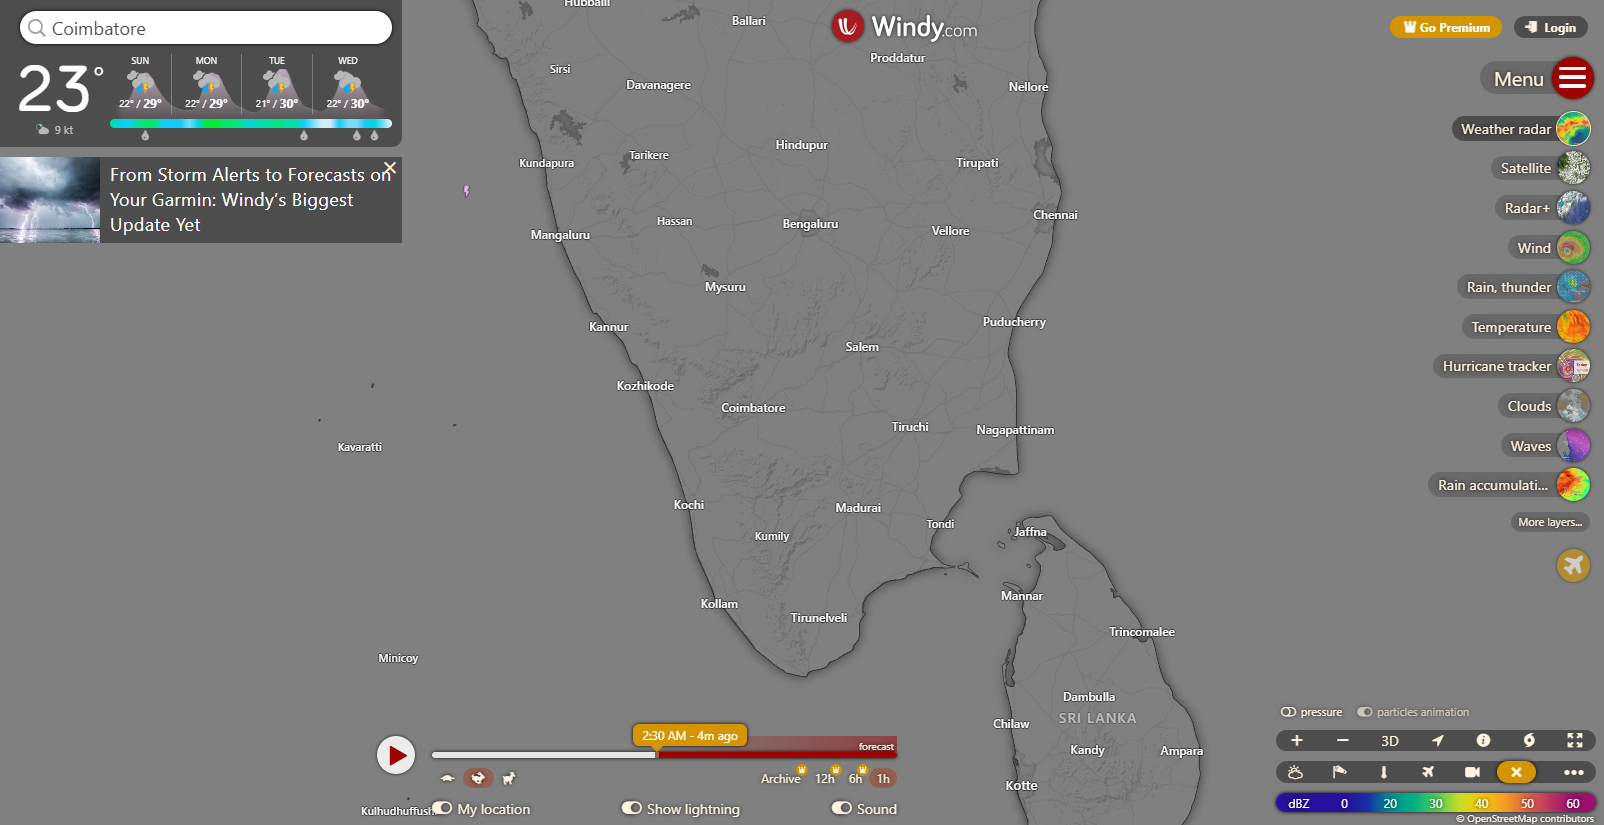 Coimbatore
23°
9 kt
SUN MON TUE WED
22° / 29° 22° / 29° 21° / 30° 22° / 30°
From Storm Alerts to Forecasts on
Your Garmin: Windy’s Biggest
Update Yet
Windy.com
Go Premium
Login
Menu
Weather radar
Satellite
Radar+
Wind
Rain, thunder
Temperature
Hurricane tracker
Clouds
Waves
Rain accumulati...
More layers...
Hubballi
Ballari
Proddatur
Sirsi
Davanagere
Nellore
Hindupur
Kundapura
Tarikere
Tirupati
Hassan
Bengaluru
Chennai
Mangaluru
Vellore
Mysuru
Kannur
Puducherry
Salem
Kozhikode
Coimbatore
Tiruchi
Nagapattinam
Kavaratti
Kochi
Madurai
Tondi
Jaffna
Kumily
Mannar
Kollam
Tirunelveli
Trincomalee
Minicoy
Dambulla
SRI LANKA
Chilaw
Kandy
Ampara
Kotte
2:30 AM - 4m ago
forecast
Archive 12h 6h 1h
My location
Show lightning
Sound
pressure
particles animation
+ − 3D
dBZ 0 20 30 40 50 60
© OpenStreetMap contributors